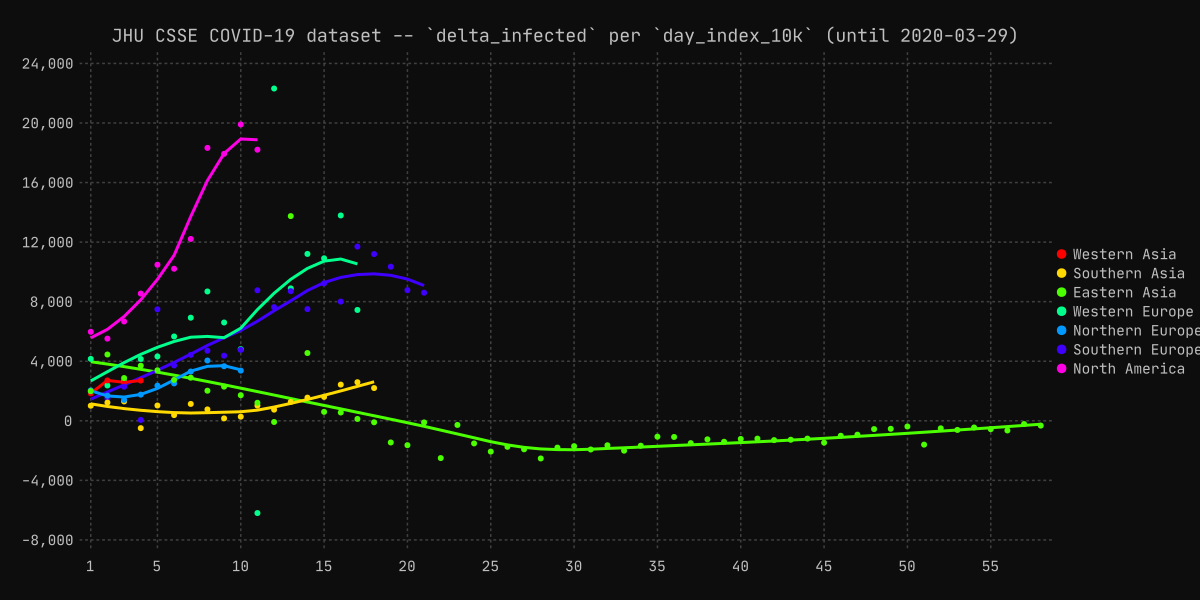 JHU CSSE COVID-19 dataset -- `delta_infected` per `day_index_10k` (until 2020-03-29)
24,000
20,000
16,000
12,000
8,000
4,000
0
-4,000
-8,000
1 5 10 15 20 25 30 35 40 45 50 55
Western Asia
Southern Asia
Eastern Asia
Western Europe
Northern Europe
Southern Europe
North America